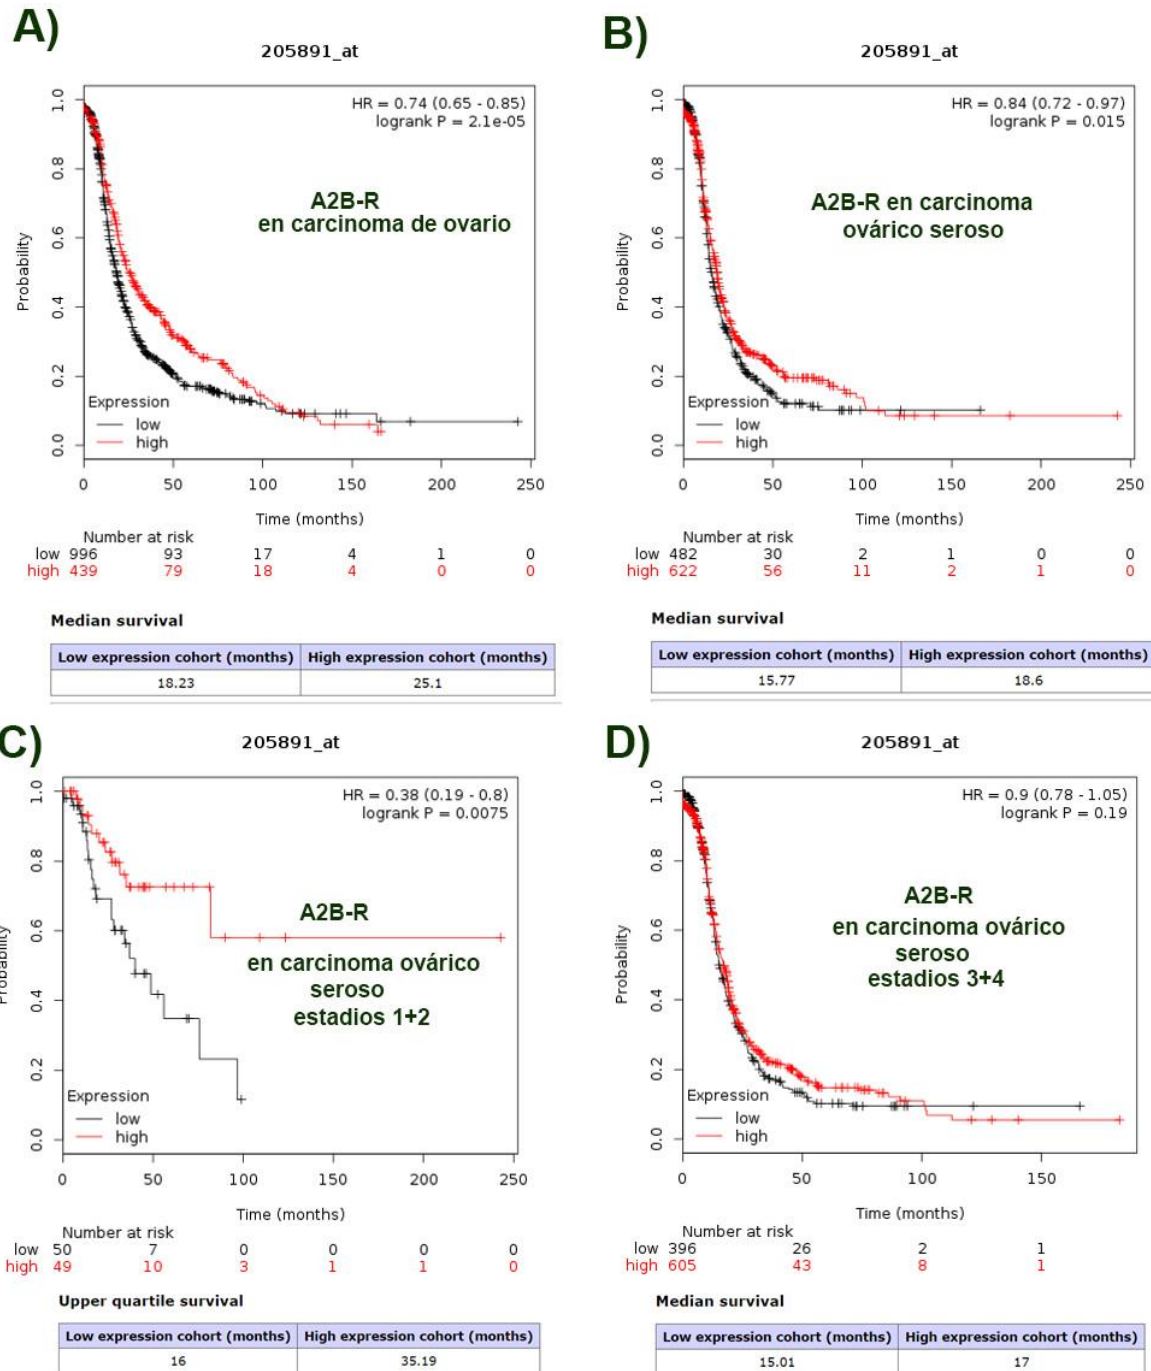 A)
205891_at
HR = 0.74 (0.65 - 0.85)
logrank P = 2.1e-05
A2B-R
en carcinoma de ovario
Probability
1.0
0.8
0.6
0.4
0.2
0.0
Expression
low
high
0 50 100 150 200 250
Time (months)
Number at risk
low 996 93 17 4 1 0
high 439 79 18 4 0 0
Median survival
Low expression cohort (months) High expression cohort (months)
18.23 25.1
B)
205891_at
HR = 0.84 (0.72 - 0.97)
logrank P = 0.015
A2B-R en carcinoma
ovárico seroso
Probability
1.0
0.8
0.6
0.4
0.2
0.0
Expression
low
high
0 50 100 150 200 250
Time (months)
Number at risk
low 482 30 2 1 0 0
high 622 56 11 2 1 0
Median survival
Low expression cohort (months) High expression cohort (months)
15.77 18.6
C)
205891_at
HR = 0.38 (0.19 - 0.8)
logrank P = 0.0075
A2B-R
en carcinoma ovárico
seroso
estadios 1+2
Probability
1.0
0.8
0.6
0.4
0.2
0.0
Expression
low
high
0 50 100 150 200 250
Time (months)
Number at risk
low 50 7 0 0 0 0
high 49 10 3 1 1 0
Upper quartile survival
Low expression cohort (months) High expression cohort (months)
16 35.19
D)
205891_at
HR = 0.9 (0.78 - 1.05)
logrank P = 0.19
A2B-R
en carcinoma ovárico
seroso
estadios 3+4
Probability
1.0
0.8
0.6
0.4
0.2
0.0
Expression
low
high
0 50 100 150
Time (months)
Number at risk
low 396 26 2 1
high 605 43 8 1
Median survival
Low expression cohort (months) High expression cohort (months)
15.01 17